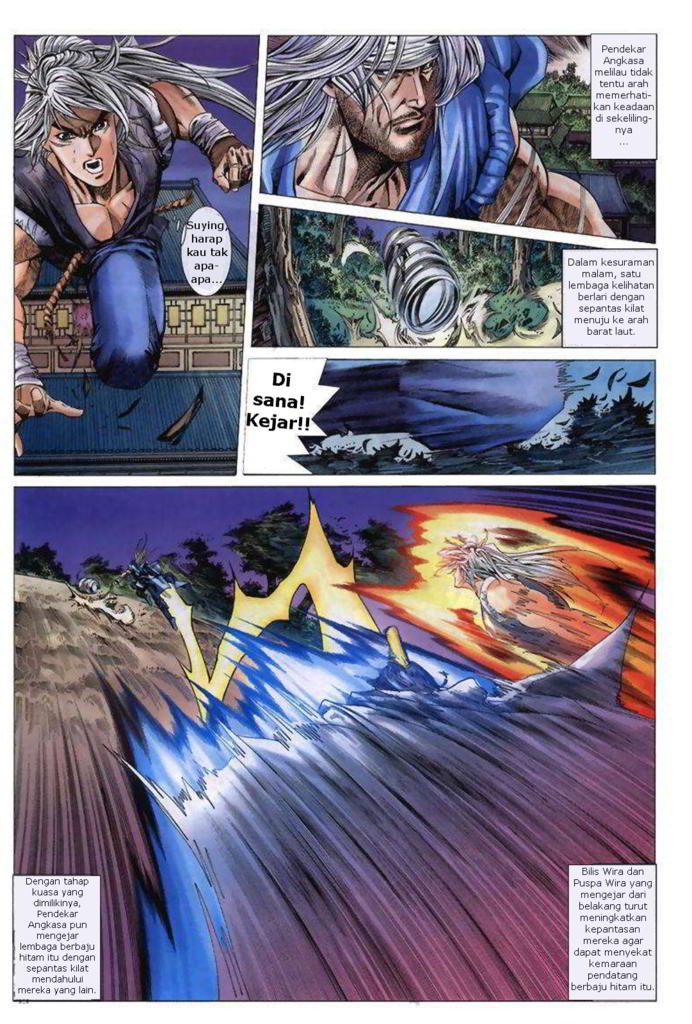 Suying,
harap
kau tak
apa-
apa...
Pendekar
Angkasa
melilau tidak
tentu arah
memerhati-
kan keadaan
di sekeliling-
nya
...
Dalam kesuraman
malam, satu
lembaga kelihatan
berlari dengan
sepantas kilat
menuju ke arah
barat laut.
Di
sana!
Kejar!!
Dengan tahap
kuasa yang
dimilikinya,
Pendekar
Angkasa pun
mengejar
lembaga berbaju
hitam itu dengan
sepantas kilat
mendahului
mereka yang lain.
Bilis Wira dan
Puspa Wira yang
mengejar dari
belakang turut
meningkatkan
kepantasan
mereka agar
dapat menyekat
kemaraan
pendatang
berbaju hitam itu.